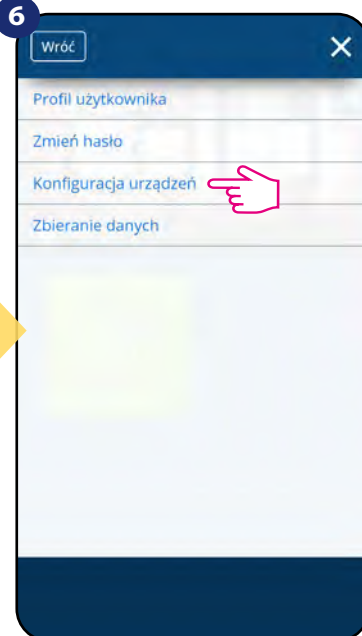 6
Wróć
Profil użytkownika
Zmień hasło
Konfiguracja urządzeń
Zbieranie danych